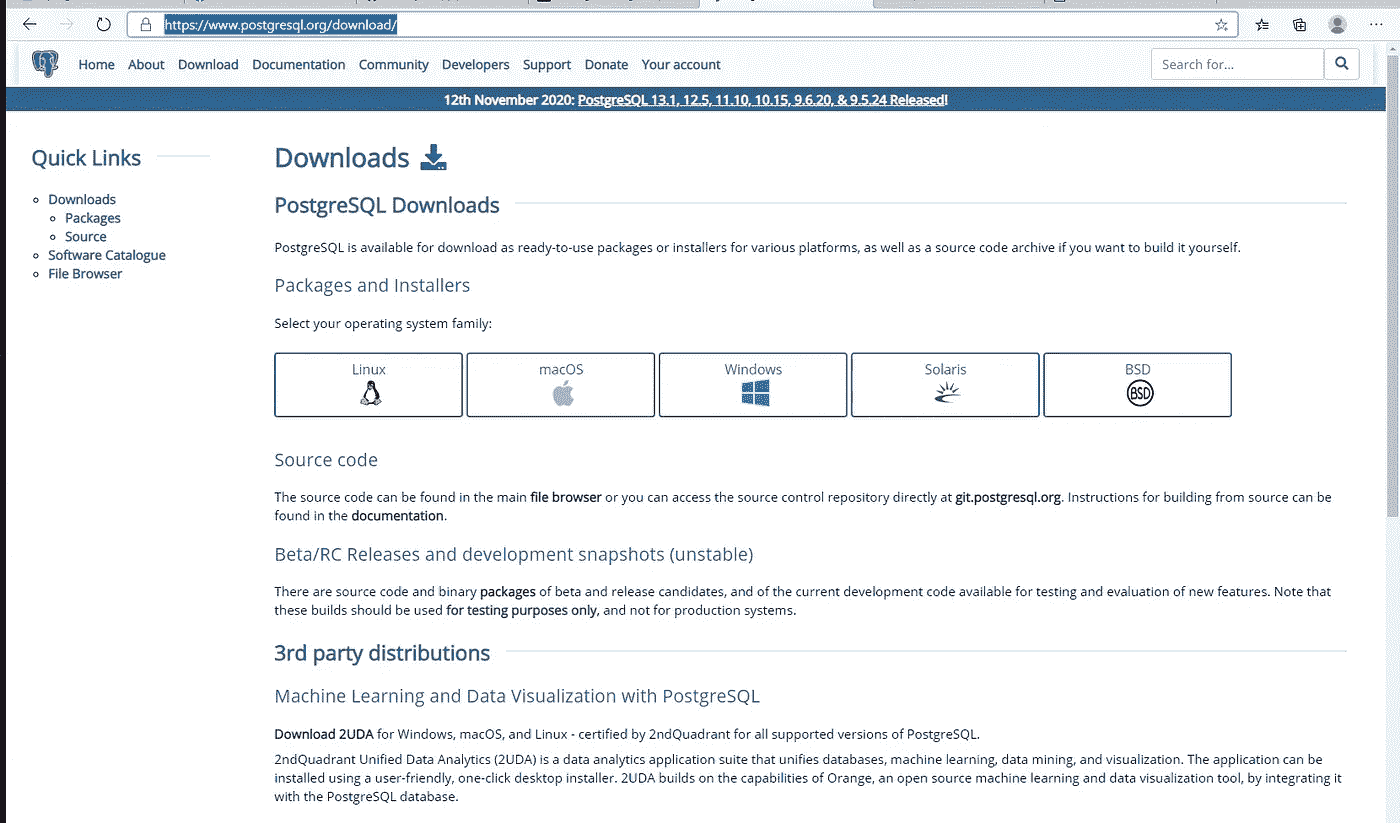 https://www.postgresql.org/download/
Home About Download Documentation Community Developers Support Donate Your account
Search for...
12th November 2020: PostgreSQL 13.1, 12.5, 11.10, 10.15, 9.6.20, & 9.5.24 Released!
Quick Links
Downloads
Packages
Source
Software Catalogue
File Browser
Downloads
PostgreSQL Downloads
PostgreSQL is available for download as ready-to-use packages or installers for various platforms, as well as a source code archive if you want to build it yourself.
Packages and Installers
Select your operating system family:
Linux macOS Windows Solaris BSD
BSD
Source code
The source code can be found in the main file browser or you can access the source control repository directly at git.postgresql.org. Instructions for building from source can be
found in the documentation.
Beta/RC Releases and development snapshots (unstable)
There are source code and binary packages of beta and release candidates, and of the current development code available for testing and evaluation of new features. Note that
these builds should be used for testing purposes only, and not for production systems.
3rd party distributions
Machine Learning and Data Visualization with PostgreSQL
Download 2UDA for Windows, macOS, and Linux - certified by 2ndQuadrant for all supported versions of PostgreSQL.
2ndQuadrant Unified Data Analytics (2UDA) is a data analytics application suite that unifies databases, machine learning, data mining, and visualization. The application can be
installed using a user-friendly, one-click desktop installer. 2UDA builds on the capabilities of Orange, an open source machine learning and data visualization tool, by integrating it
with the PostgreSQL database.